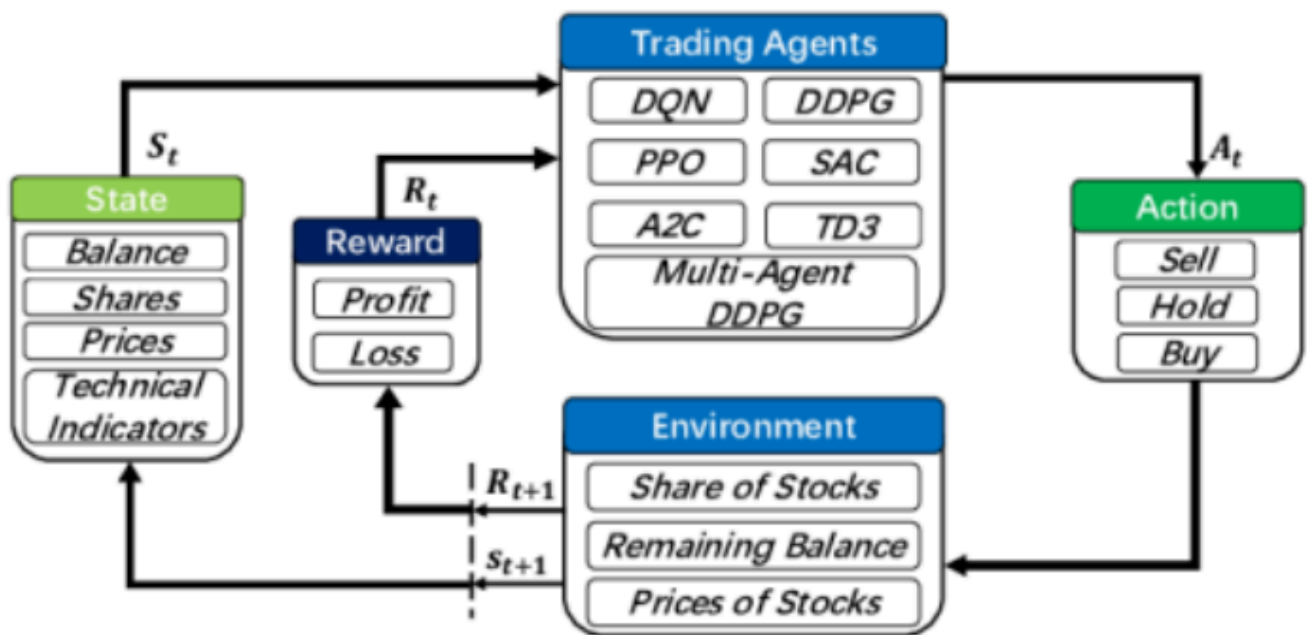 Trading Agents
DQN
DDPG
PPO
SAC
A2C
TD3
Multi-Agent
DDPG
S_t
State
Balance
Shares
Prices
Technical
Indicators
R_t
Reward
Profit
Loss
A_t
Action
Sell
Hold
Buy
Environment
Share of Stocks
Remaining Balance
Prices of Stocks
R_{t+1}
s_{t+1}